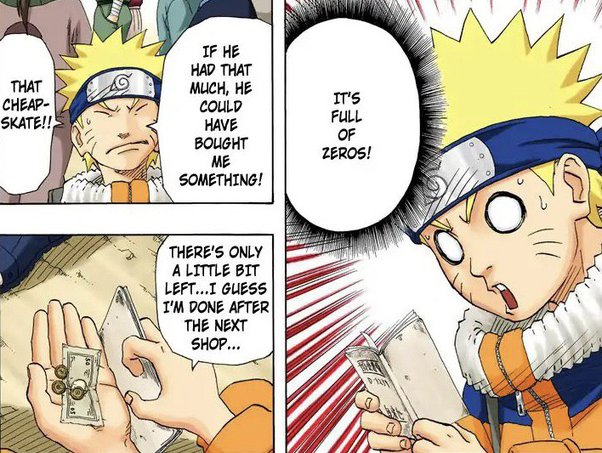 IT'S
FULL
OF
ZEROS!
IF HE
HAD THAT
MUCH, HE
COULD
HAVE
BOUGHT
ME
SOMETHING!
THAT
CHEAP-
SKATE!!
THERE'S ONLY
A LITTLE BIT
LEFT...I GUESS
I'M DONE AFTER
THE NEXT
SHOP...